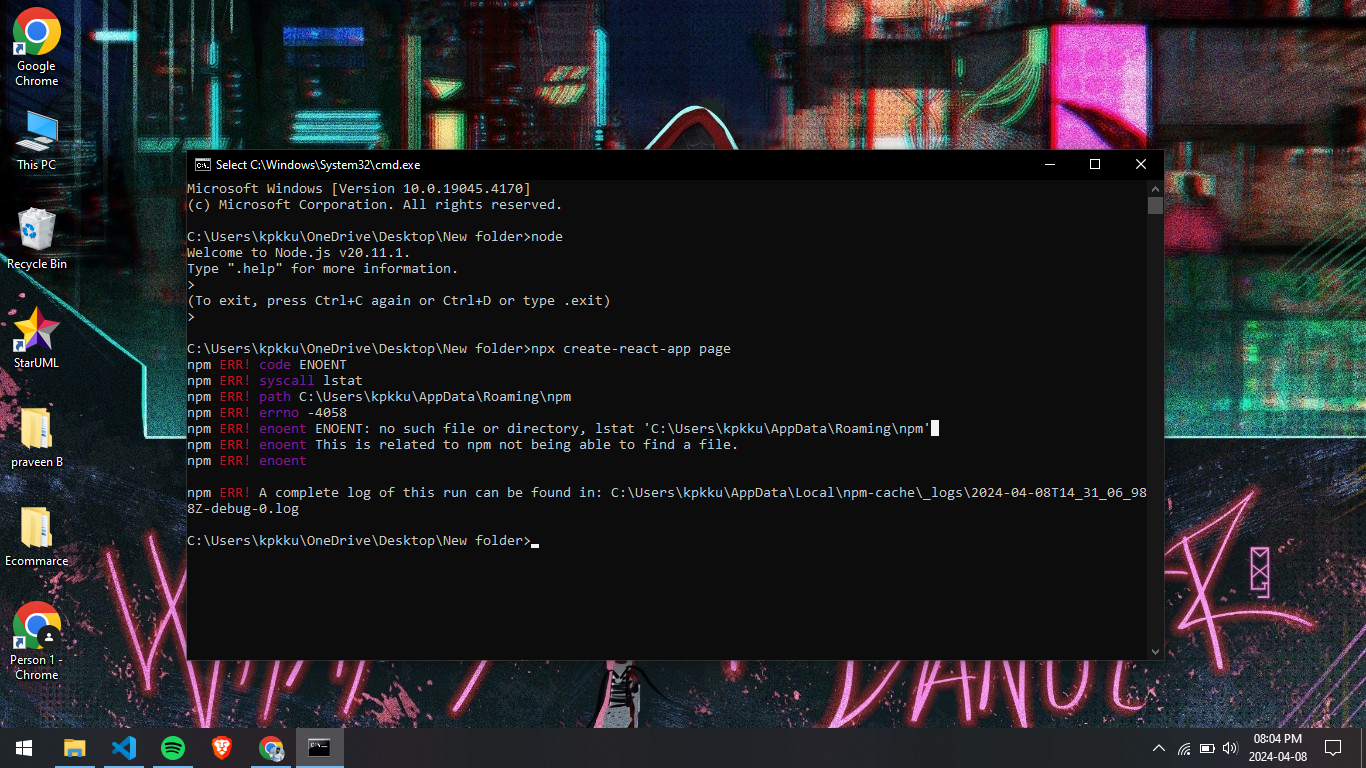 Google
Chrome
This PC
Recycle Bin
StarUML
praveen B
Ecommarce
Person 1 -
Chrome
Select C:\Windows\System32\cmd.exe
Microsoft Windows [Version 10.0.19045.4170]
(c) Microsoft Corporation. All rights reserved.
C:\Users\kpkku\OneDrive\Desktop\New folder>node
Welcome to Node.js v20.11.1.
Type ".help" for more information.
>
(To exit, press Ctrl+C again or Ctrl+D or type .exit)
>
C:\Users\kpkku\OneDrive\Desktop\New folder>npx create-react-app page
npm ERR! code ENOENT
npm ERR! syscall lstat
npm ERR! path C:\Users\kpkku\AppData\Roaming\npm
npm ERR! errno -4058
npm ERR! enoent ENOENT: no such file or directory, lstat 'C:\Users\kpkku\AppData\Roaming\npm'
npm ERR! enoent This is related to npm not being able to find a file.
npm ERR! enoent
npm ERR! A complete log of this run can be found in: C:\Users\kpkku\AppData\Local\npm-cache\_logs\2024-04-08T14_31_06_98
8Z-debug-0.log
C:\Users\kpkku\OneDrive\Desktop\New folder>
08:04 PM
2024-04-08